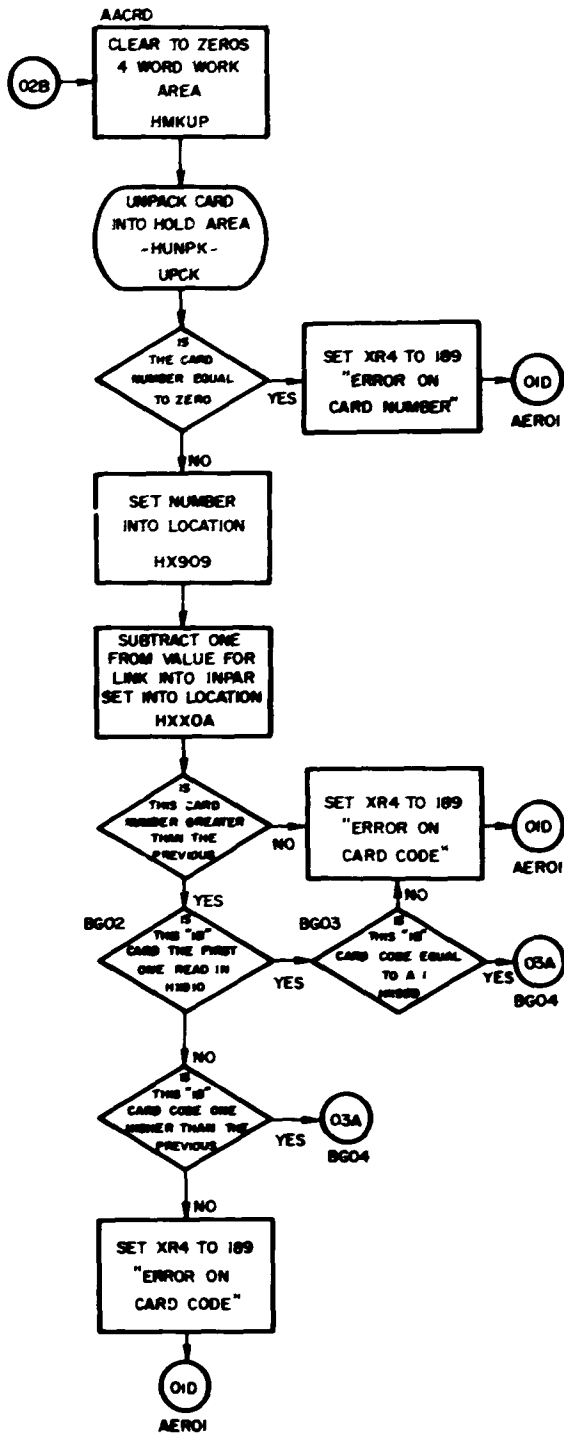 AACRD
02B
CLEAR TO ZEROS
4 WORD WORK
AREA
HMKUP
UNPACK CARD
INTO HOLD AREA
-HUNPK-
UPCK
IS
THE CARD
NUMBER EQUAL
TO ZERO
YES
SET XR4 TO 189
"ERROR ON
CARD NUMBER"
01D
AER01
NO
SET NUMBER
INTO LOCATION
HX909
SUBTRACT ONE
FROM VALUE FOR
LINK INTO INPAR
SET INTO LOCATION
HXX0A
IS
THIS CARD
NUMBER GREATER
THAN THE
PREVIOUS
NO
SET XR4 TO 189
"ERROR ON
CARD CODE"
01D
AER01
YES
BG02
IS
THIS "1B"
CARD THE FIRST
ONE READ IN
HX910
YES
NO
BG03
IS
THIS "1B"
CARD CODE EQUAL
TO A 1
YES
03A
BG04
NO
IS
THIS "1B"
CARD CODE ONE
HIGHER THAN THE
PREVIOUS
YES
03A
BG04
NO
SET XR4 TO 189
"ERROR ON
CARD CODE"
01D
AER01